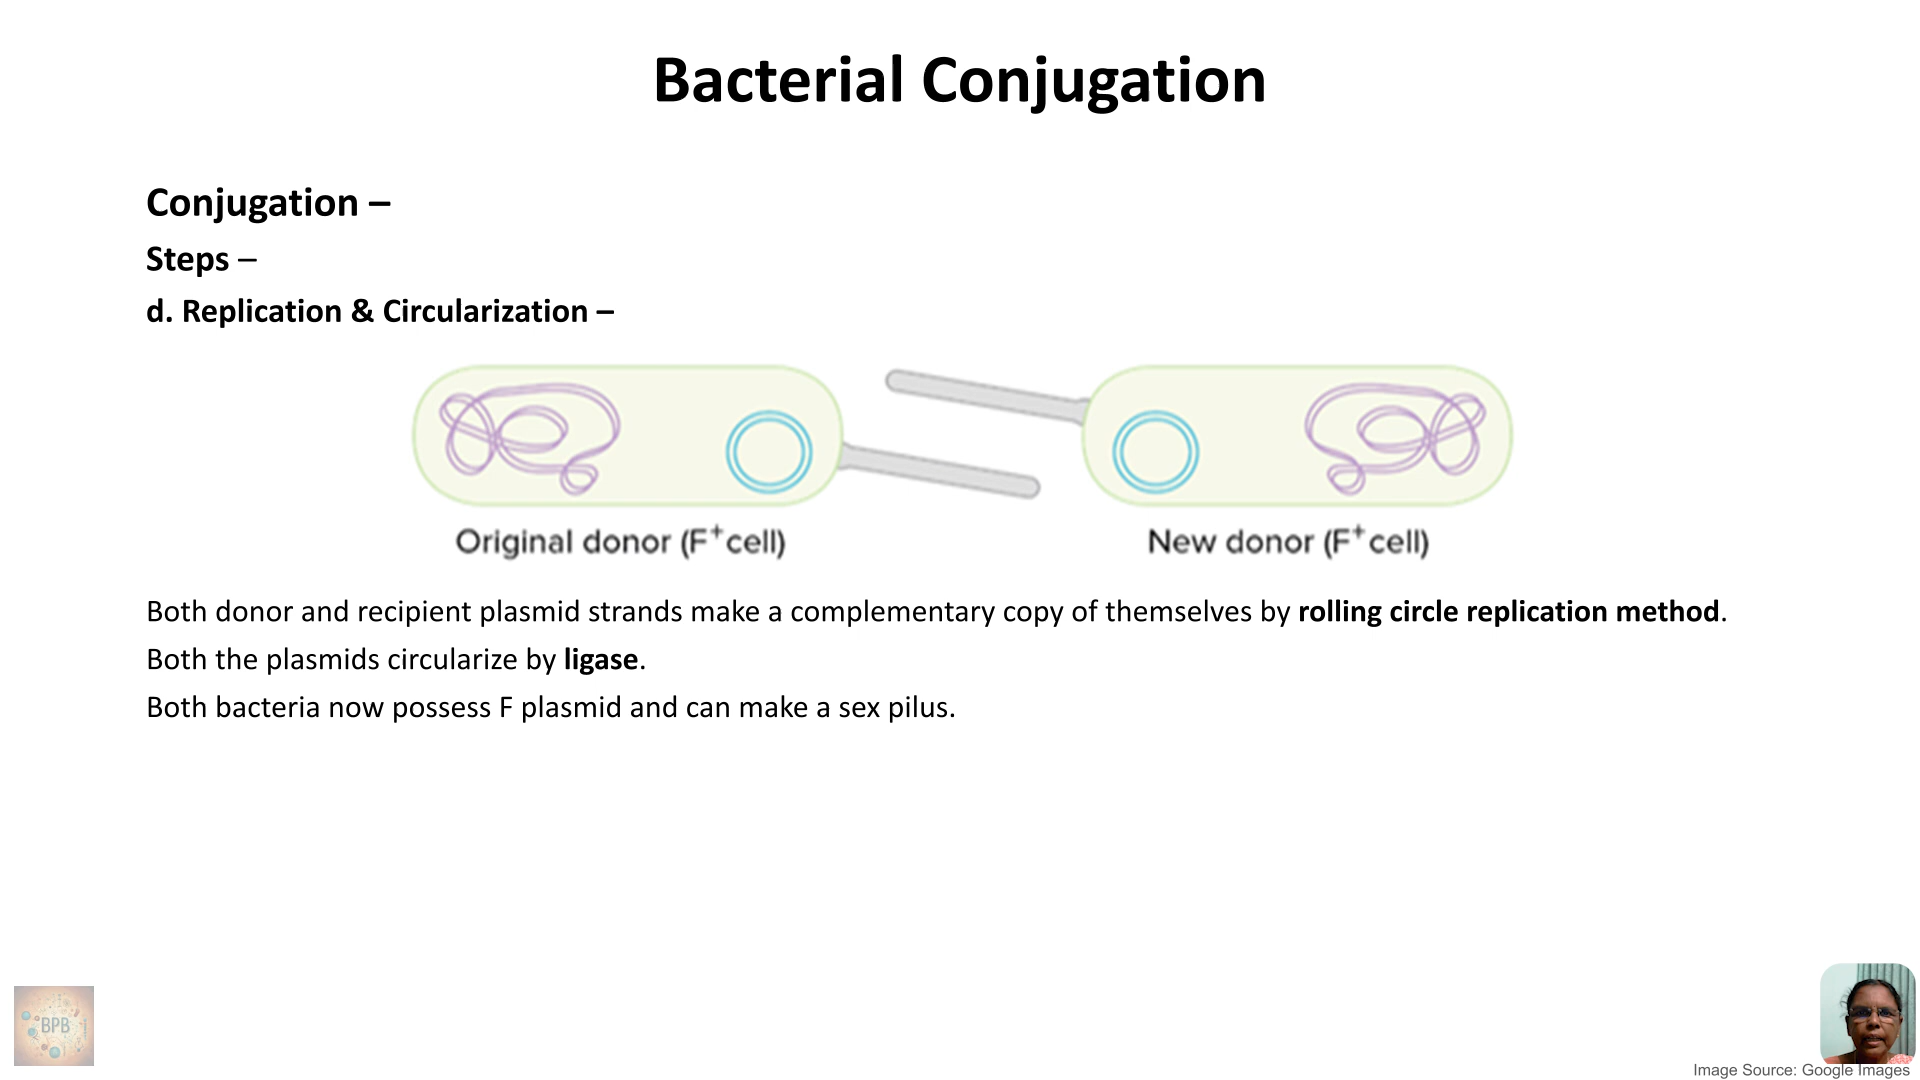 Bacterial Conjugation
Conjugation –
Steps –
d. Replication & Circularization –
Original donor (F⁺cell)
New donor (F⁺cell)
Both donor and recipient plasmid strands make a complementary copy of themselves by rolling circle replication method.
Both the plasmids circularize by ligase.
Both bacteria now possess F plasmid and can make a sex pilus.
BPB
Image Source: Google Images